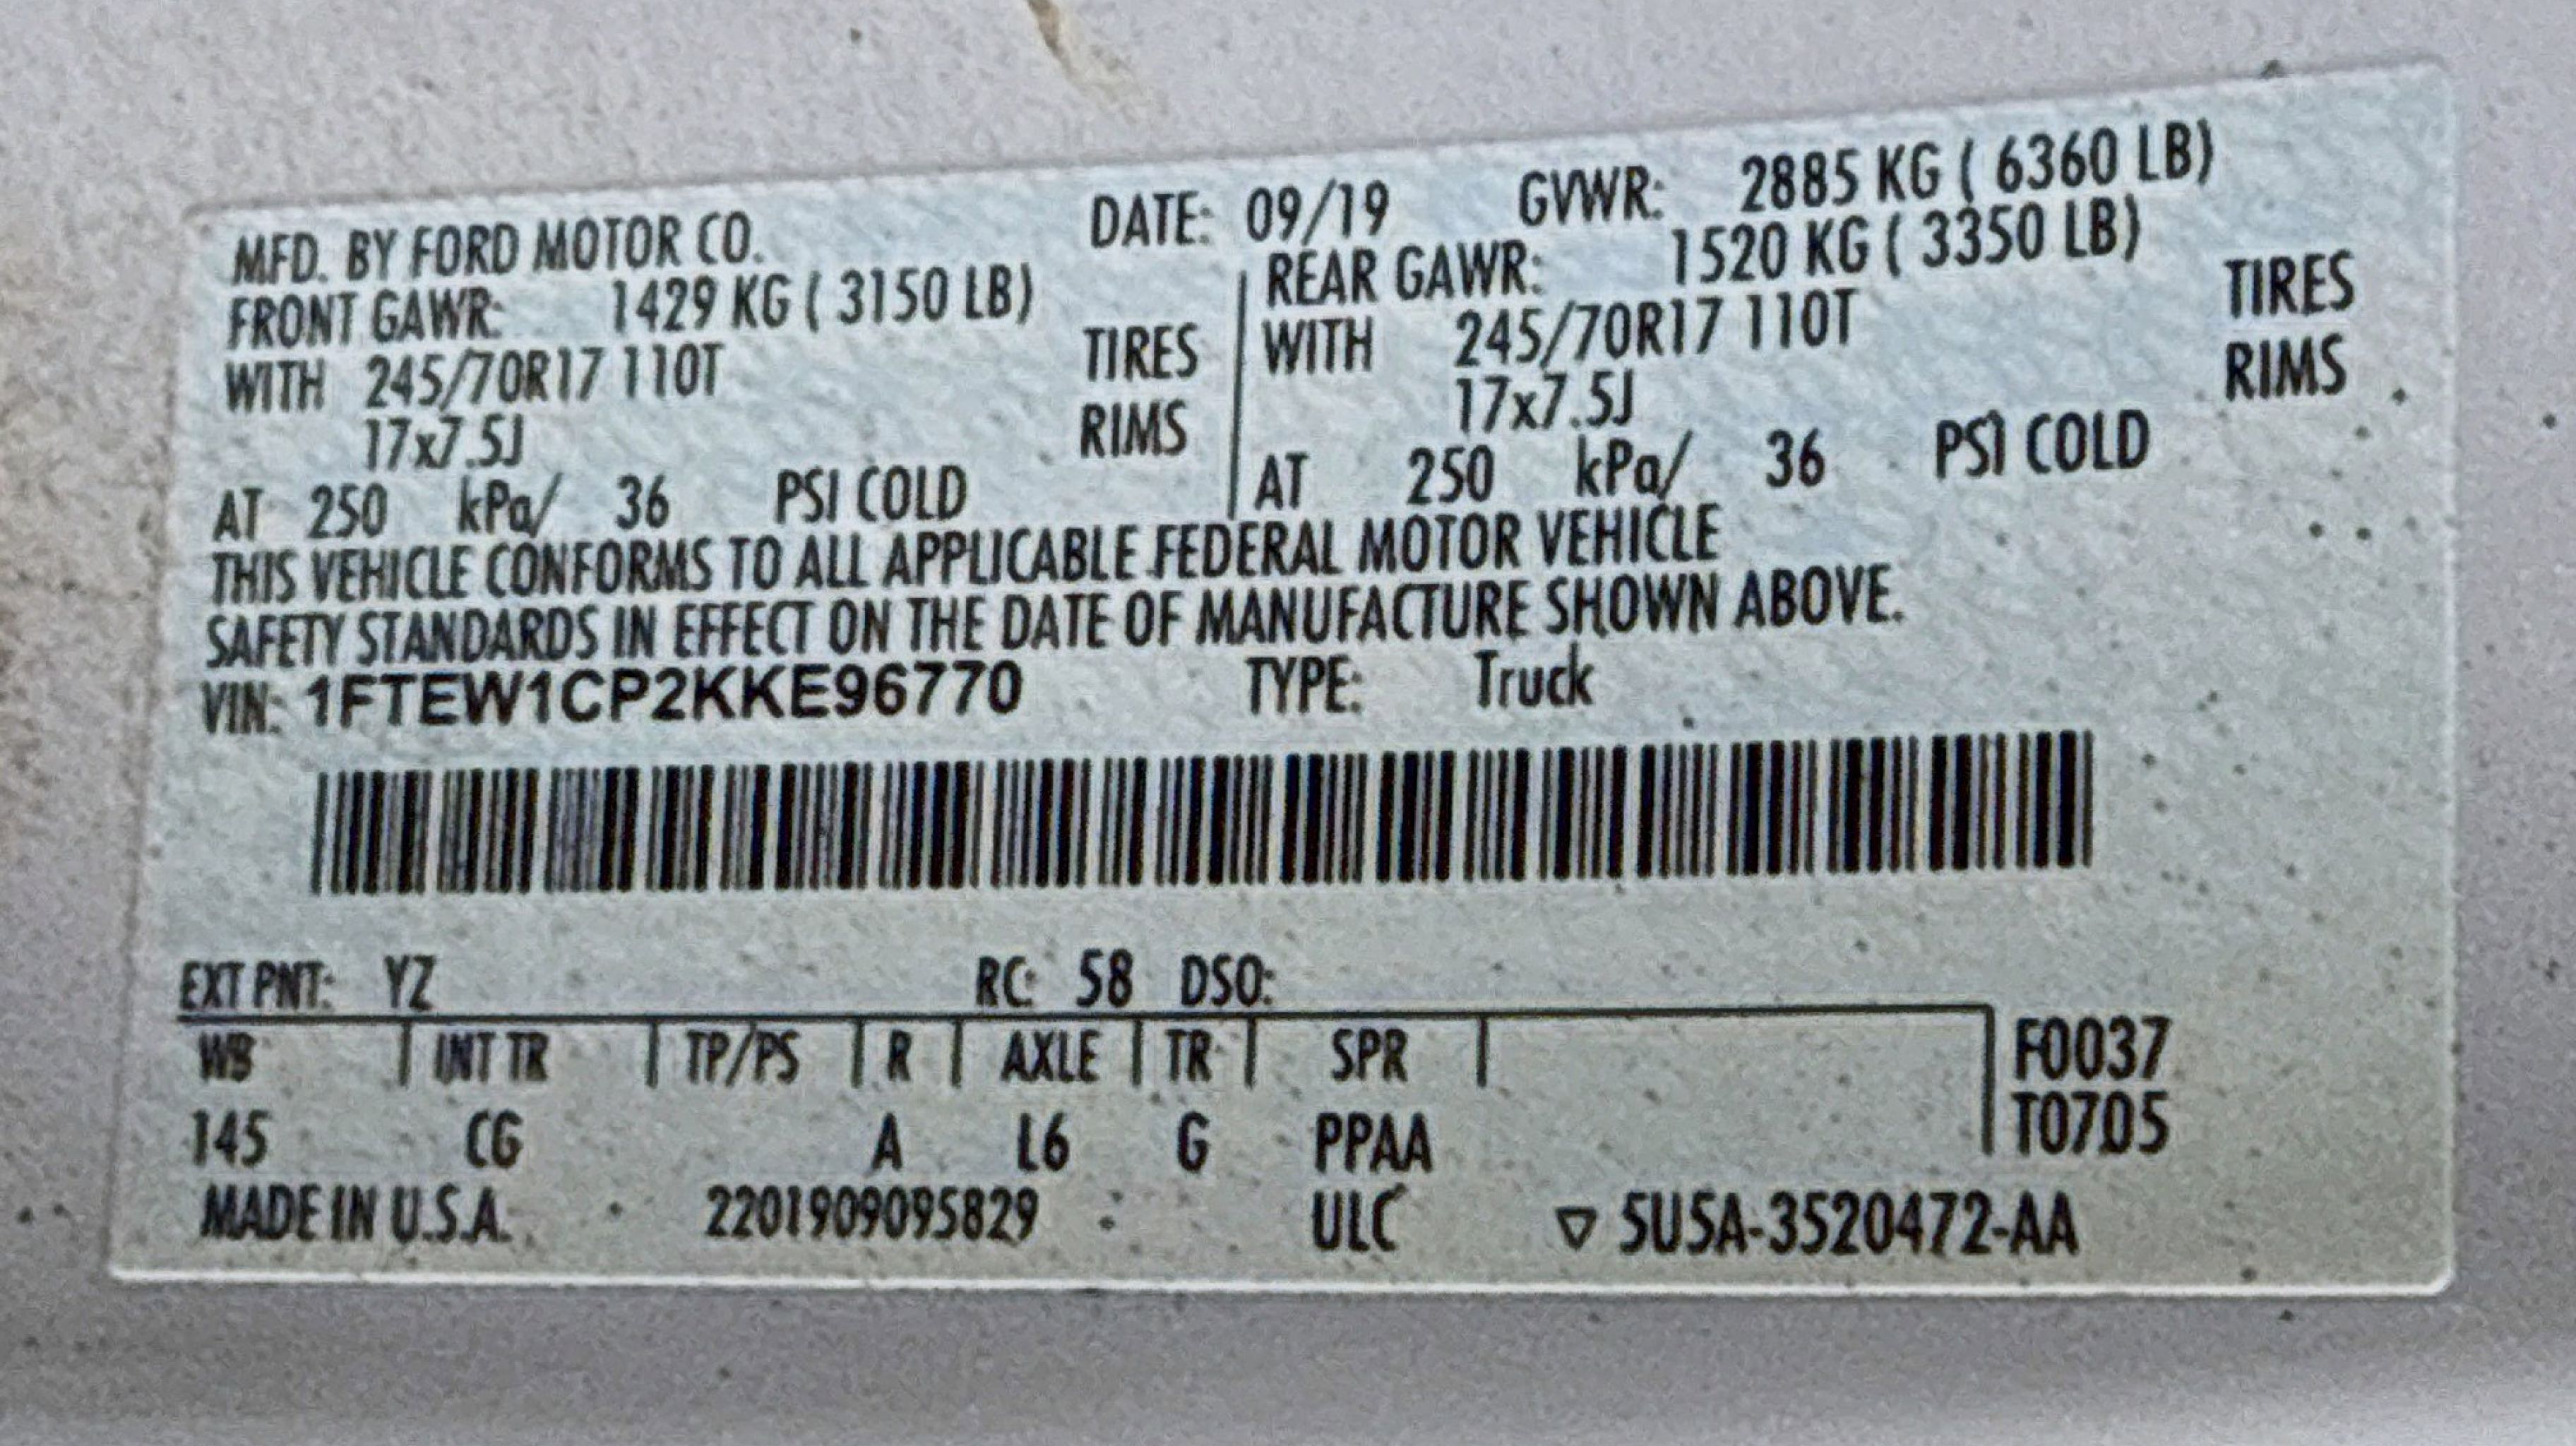 MFD. BY FORD MOTOR CO. DATE: 09/19 GVWR: 2885 KG ( 6360 LB)
FRONT GAWR: 1429 KG ( 3150 LB) REAR GAWR: 1520 KG ( 3350 LB)
WITH 245/70R17 110T TIRES WITH 245/70R17 110T TIRES
17x7.5J RIMS 17x7.5J RIMS
AT 250 kPa/ 36 PSI COLD AT 250 kPa/ 36 PSI COLD
THIS VEHICLE CONFORMS TO ALL APPLICABLE FEDERAL MOTOR VEHICLE
SAFETY STANDARDS IN EFFECT ON THE DATE OF MANUFACTURE SHOWN ABOVE.
VIN: 1FTEW1CP2KKE96770 TYPE: Truck
EXT PNT: YZ RC: 58 DSO:
WB INT TR TP/PS R AXLE TR SPR F0037
145 CG A L6 G PPAA T0705
MADE IN U.S.A. 2201909095829 ULC ▽ 5U5A-3520472-AA